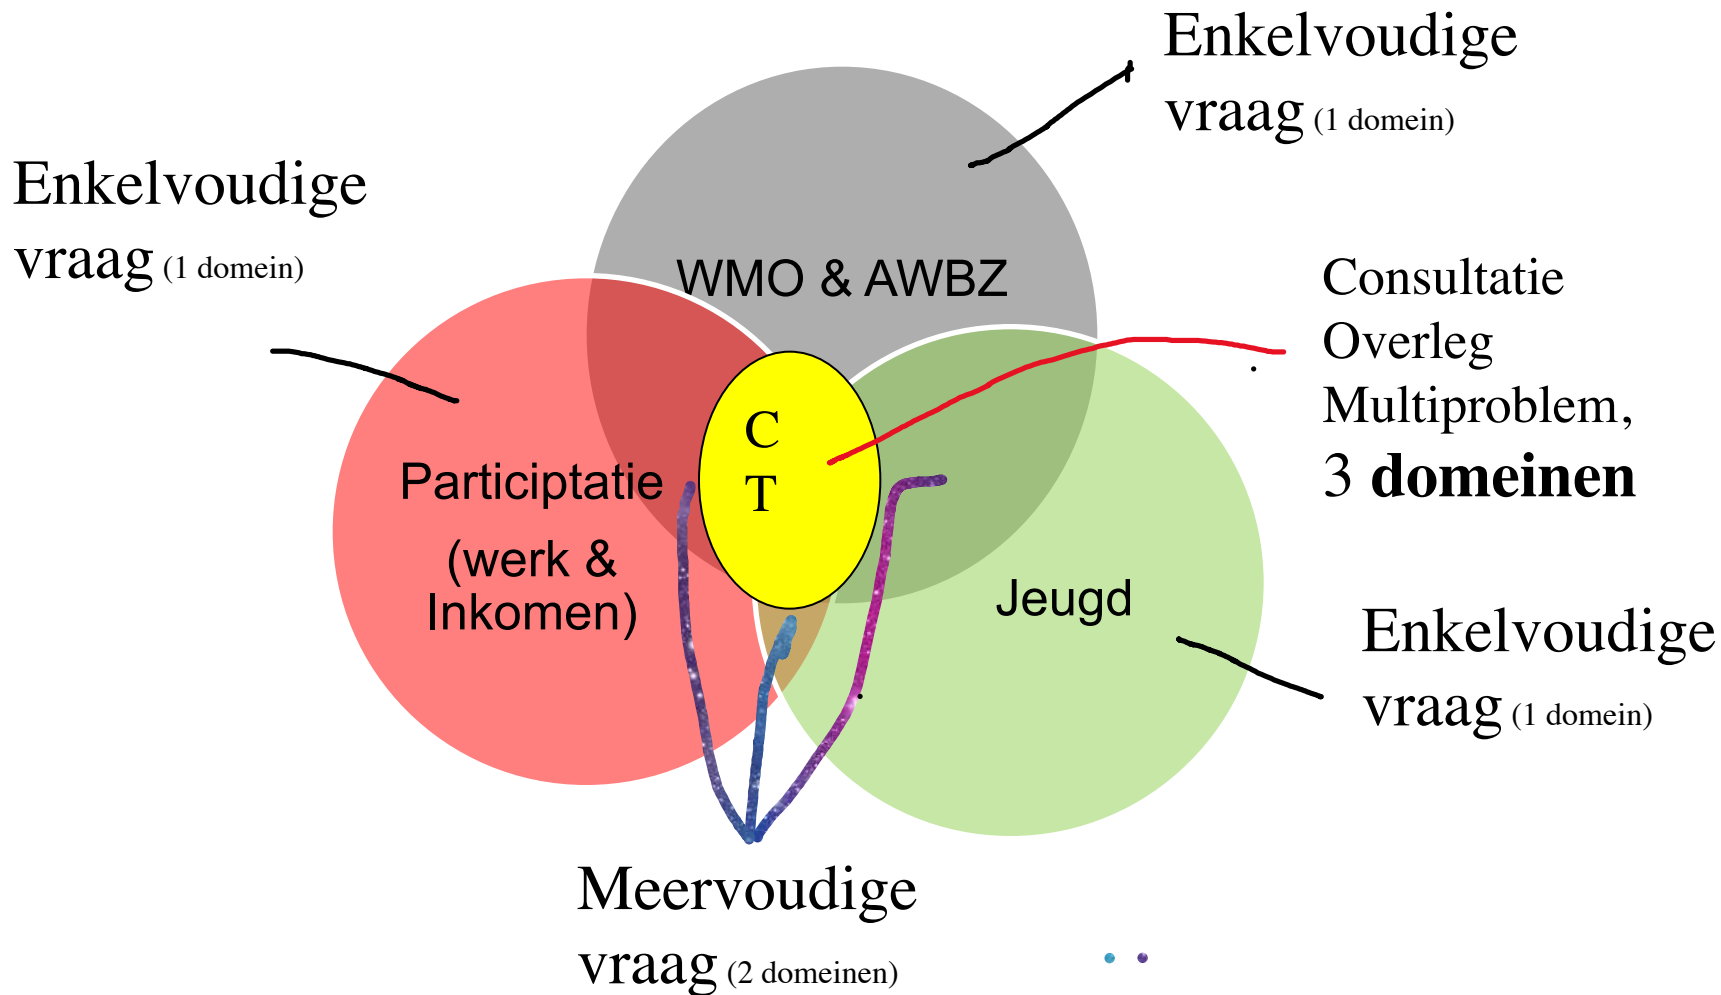 Enkelvoudige
vraag (1 domein)
Enkelvoudige
vraag (1 domein)
WMO & AWBZ
Consultatie
Overleg
Multiproblem,
3 domeinen
C
T
Participtatie
(werk &
Inkomen)
Jeugd
Enkelvoudige
vraag (1 domein)
Meervoudige
vraag (2 domeinen)